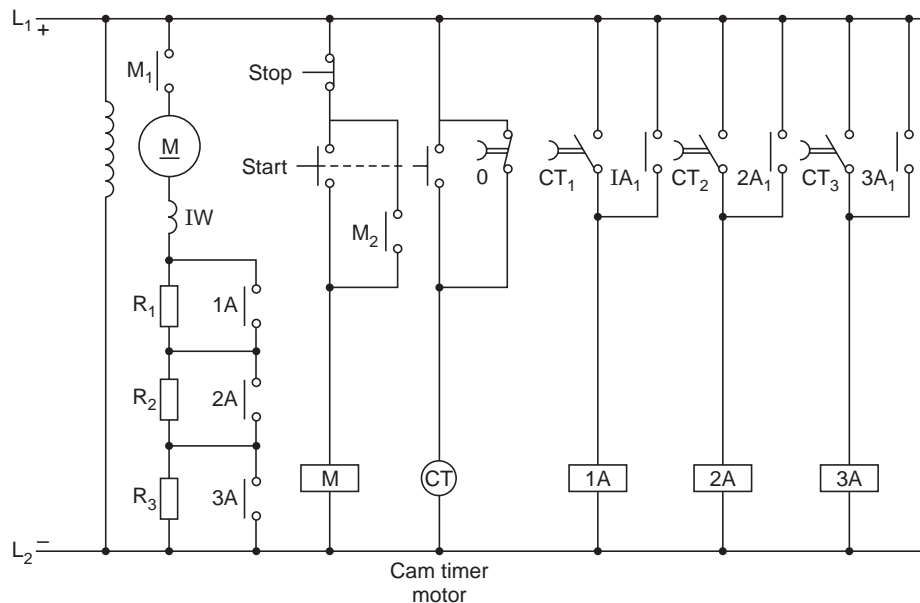 L1 +
M1
Stop
M
Start
O
CT1
IA1
CT2
2A1
CT3
3A1
IW
M2
R1
1A
R2
2A
R3
3A
M
CT
1A
2A
3A
L2 −
Cam timer
motor